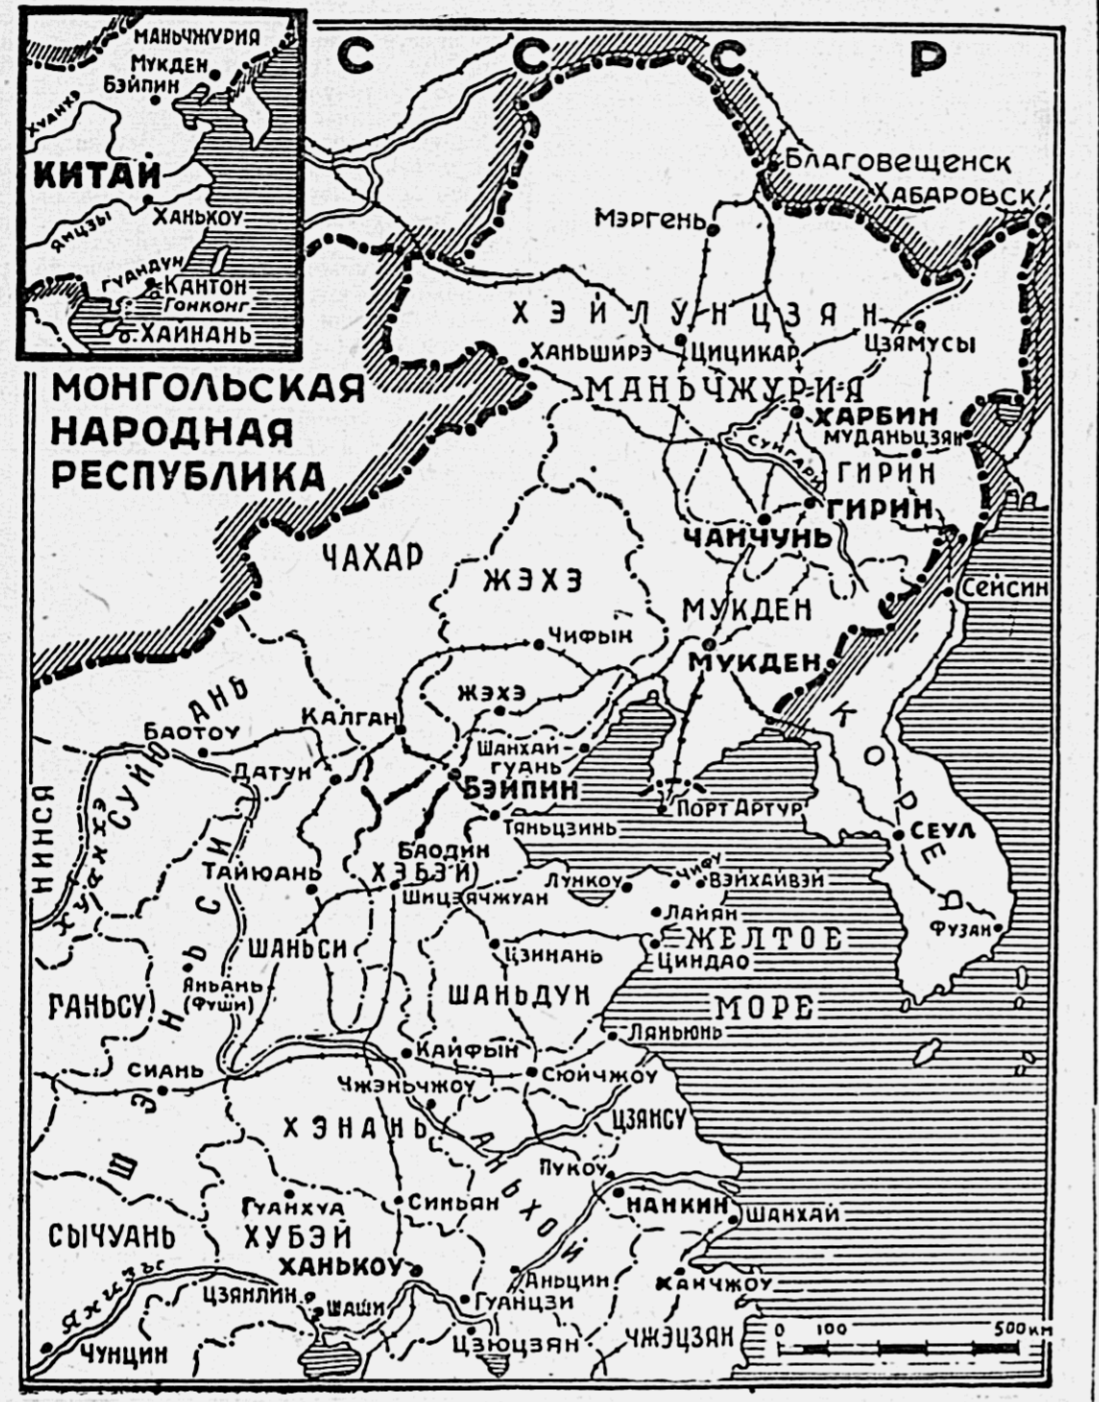 МАНЬЧЖУРИЯ
МУКДЕН
БЭЙПИН
ХУАНХЭ
КИТАЙ
ХАНЬКОУ
ЯНЦЗЫ
ГУАНДУН
КАНТОН
ГОНКОНГ
О. ХАЙНАНЬ
С С С Р
БЛАГОВЕЩЕНСК
ХАБАРОВСК
МЭРГЕНЬ
ХЭЙЛУНЦЗЯН
ХАНЬШИРЭ
ЦИЦИКАР
ЦЗЯМУСЫ
МОНГОЛЬСКАЯ
НАРОДНАЯ
РЕСПУБЛИКА
МАНЬЧЖУРИЯ
ХАРБИН
МУДАНЬЦЗЯН
СУНГАРИ
ГИРИН
ГИРИН
ЧАНЧУНЬ
ЧАХАР
ЖЭХЭ
МУКДЕН
СЕЙСИН
ЧИФЫН
МУКДЕН
ЖЭХЭ
КАЛГАН
СУЙЮАНЬ
БАОТОУ
ШАНХАЙ-
ГУАНЬ
ДАТУН
БЭЙПИН
ПОРТ АРТУР
КОРЕЯ
НИНСЯ
ХУАНХЭ
ТЯНЬЦЗИНЬ
СЕУЛ
БАОДИН
ХЭБЭЙ
ТАЙЮАНЬ
ШИЦЗЯЧЖУАН
ЛУНКОУ
ЧИФУ
ВЭЙХАЙВЭЙ
ЛАЙЯН
ФУЗАН
ШАНЬСИ
ЦЗИНАНЬ
ЖЕЛТОЕ
ЦИНДАО
ЯНЬАНЬ
(ФУШИ)
ГАНЬСУ
ШАНЬДУН
МОРЕ
ШЭНЬСИ
ЛЯНЬЮНЬ
КАЙФЫН
СИАНЬ
СЮЙЧЖОУ
ЧЖЭНЬЧЖОУ
ХЭНАНЬ
ЦЗЯНСУ
АНЬХОЙ
ПУКОУ
ГУАНХУА
СИНЬЯН
НАНКИН
ШАНХАЙ
СЫЧУАНЬ
ХУБЭЙ
ХАНЬКОУ
АНЬЦИН
ХАНЧЖОУ
ЯНЦЗЫ
ЦЗЯНЛИН
ШАШИ
ГУАНЦЗИ
ЧУНЦИН
ЦЗЮЦЗЯН
ЧЖЭЦЗЯН
0 100 500 КМ